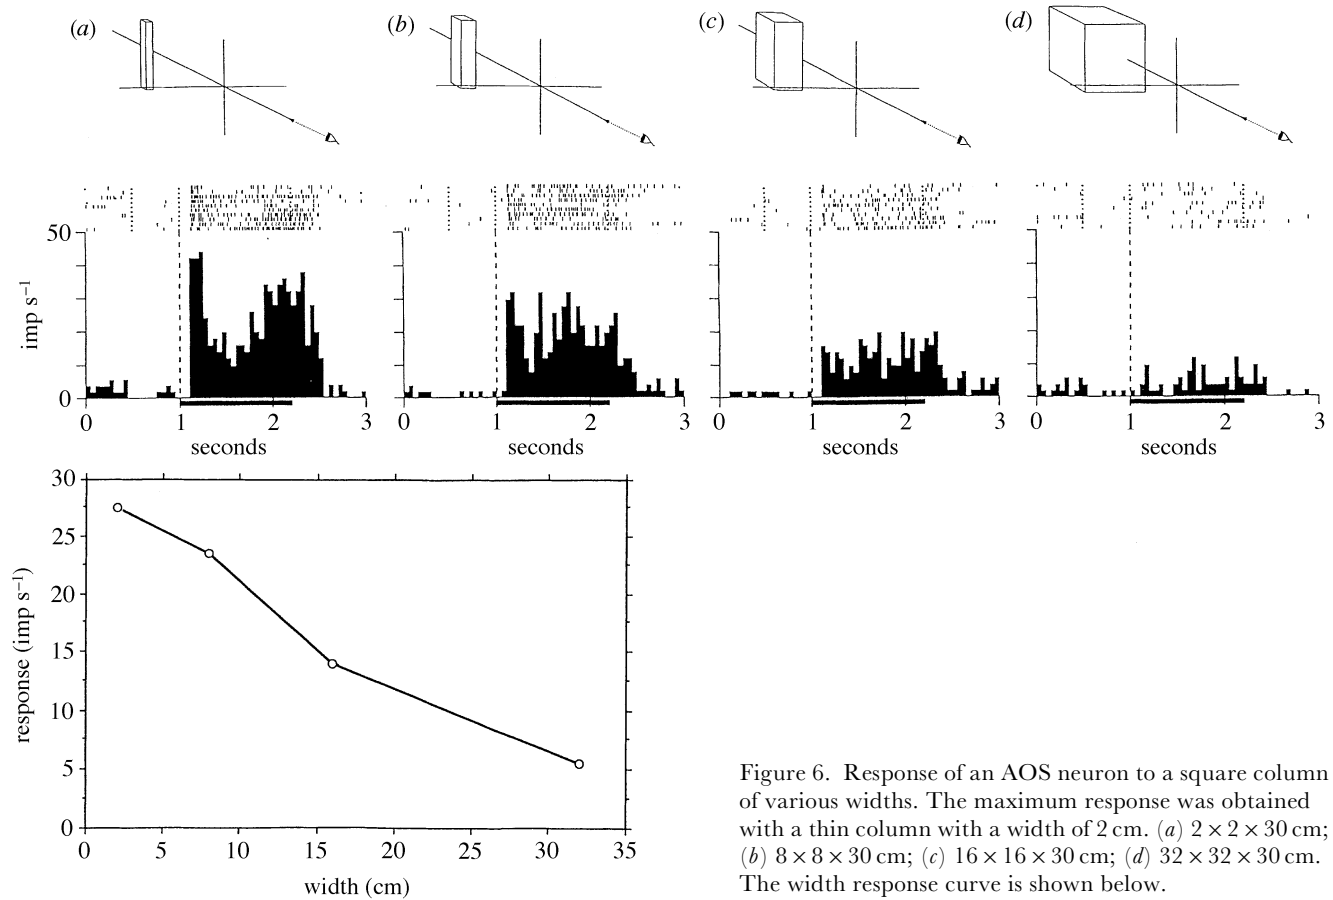 (a)
(b)
(c)
(d)
50
0
imp s⁻¹
0 1 2 3
seconds
0 1 2 3
seconds
0 1 2 3
seconds
0 1 2 3
seconds
30
25
20
15
10
5
0
response (imp s⁻¹)
0 5 10 15 20 25 30 35
width (cm)
Figure 6. Response of an AOS neuron to a square column
of various widths. The maximum response was obtained
with a thin column with a width of 2 cm. (a) 2 × 2 × 30 cm;
(b) 8 × 8 × 30 cm; (c) 16 × 16 × 30 cm; (d) 32 × 32 × 30 cm.
The width response curve is shown below.